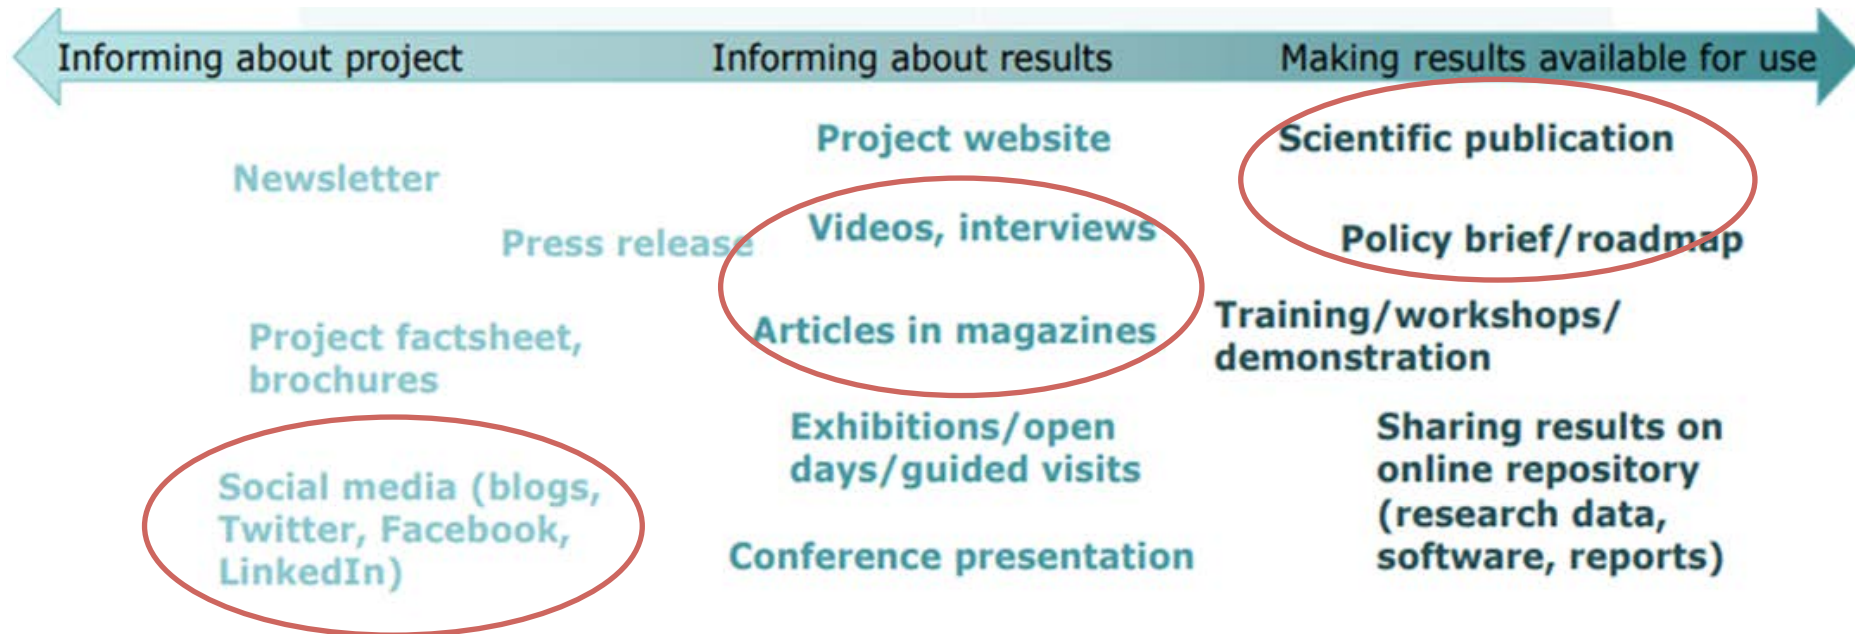 Informing about project
Informing about results
Making results available for use
Newsletter
Press release
Project factsheet,
brochures
Social media (blogs,
Twitter, Facebook,
LinkedIn)
Project website
Videos, interviews
Articles in magazines
Exhibitions/open
days/guided visits
Conference presentation
Scientific publication
Policy brief/roadmap
Training/workshops/
demonstration
Sharing results on
online repository
(research data,
software, reports)